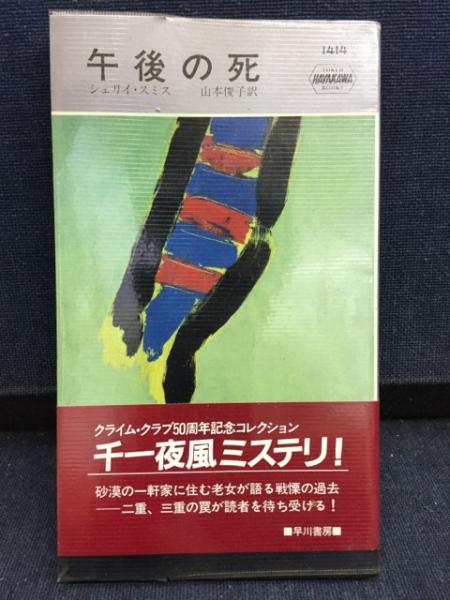 1414
午後の死
シェリイ・スミス 山本俊子訳
HAYAKAWA
クライム・クラブ50周年記念コレクション
千一夜風ミステリ!
砂漠の一軒家に住む老女が語る戦慄の過去
──二重、三重の罠が読者を待ち受ける!
■早川書房■